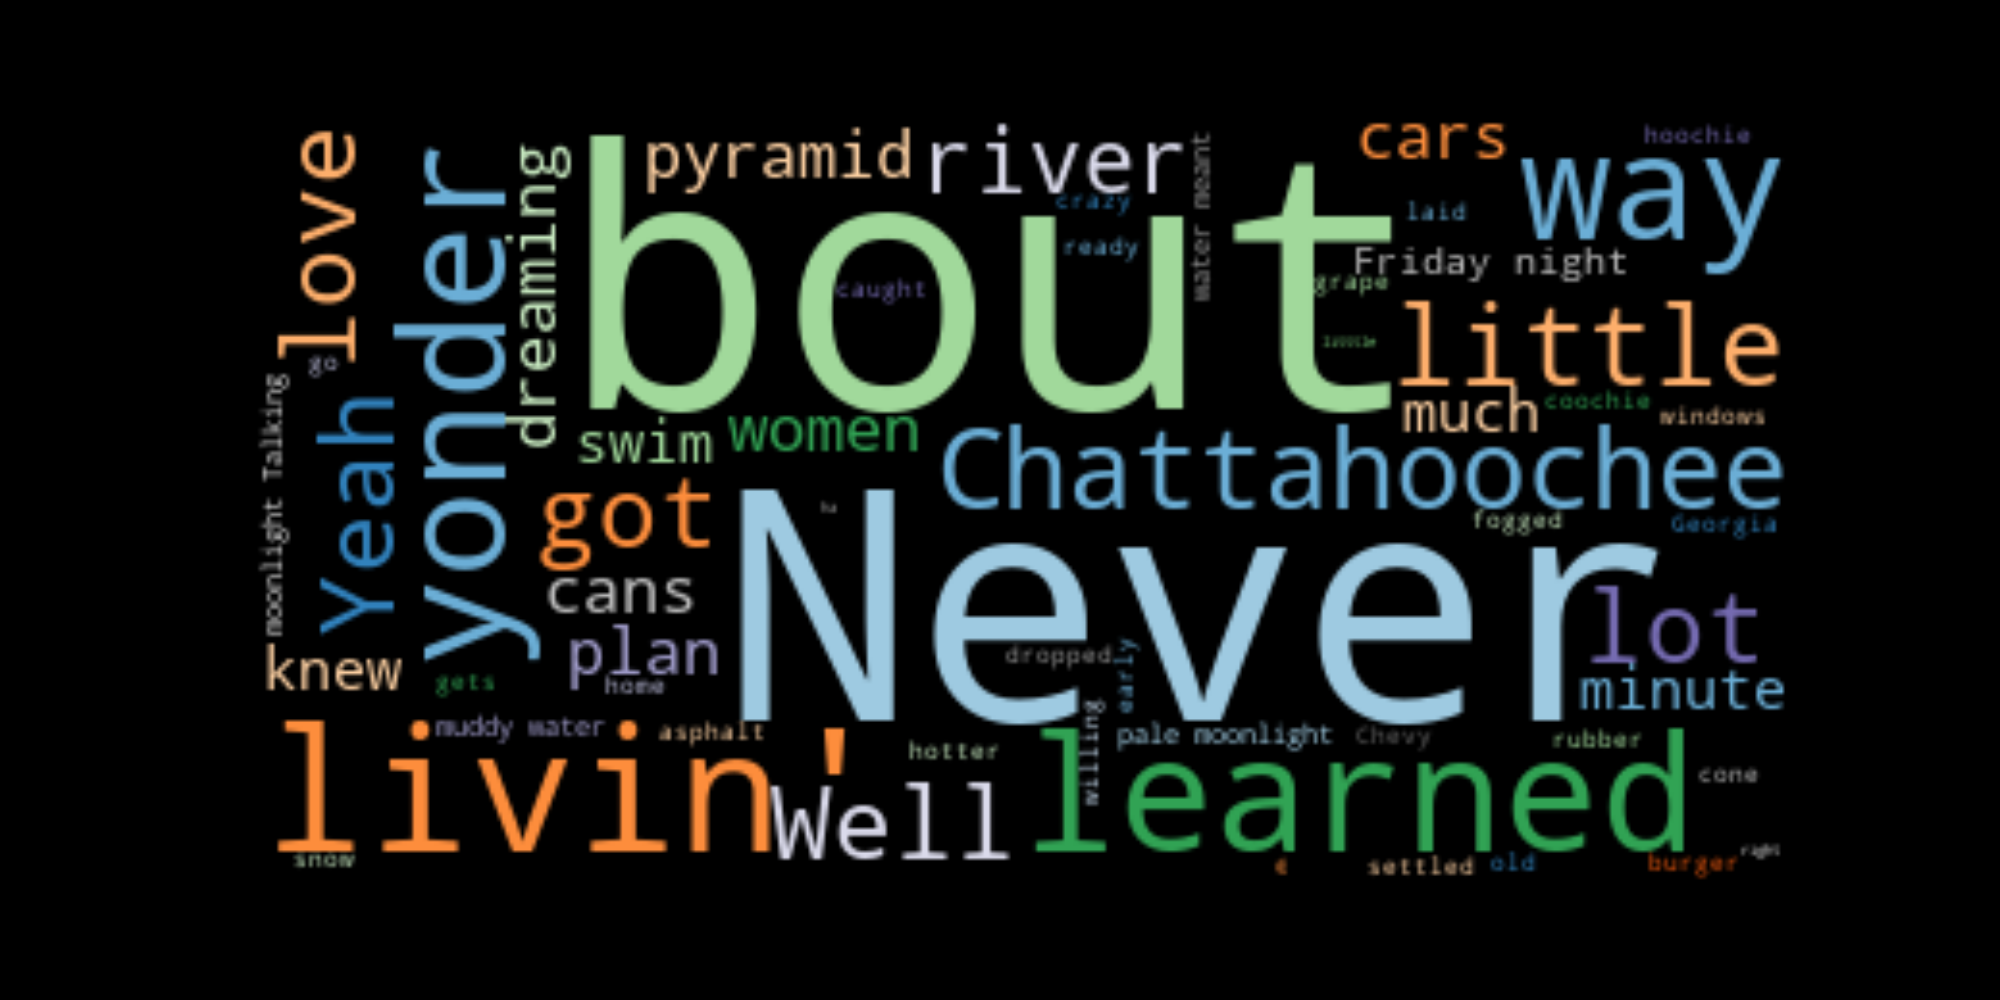 love
yonder
dreaming
bout
pyramid
river
water meant
cars
hoochie
way
crazy
laid
ready
Friday night
caught
grape
little
go
much
coochie
windows
moonlight Talking
Yeah
swim
women
Chattahoochee
got
Never
fogged
Georgia
cans
lot
plan
dropped
early
knew
gets
home
minute
livin'
muddy water
asphalt
hotter
willing
pale moonlight
Chevy
rubber
Well
learned
cone
snow
settled
old
burger
right